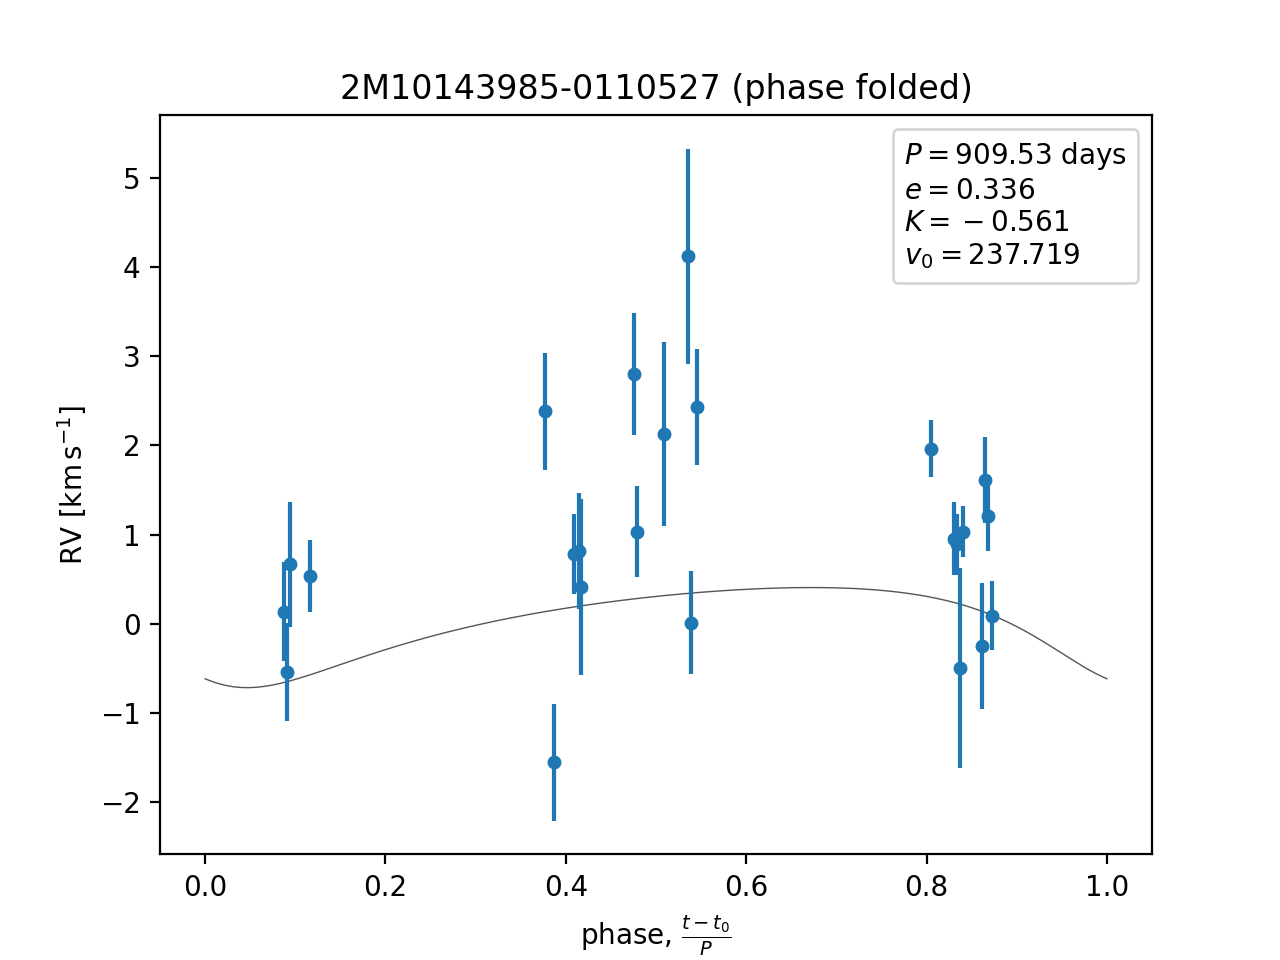 2M10143985-0110527 (phase folded)
P = 909.53 days
e = 0.336
K = −0.561
v₀ = 237.719
RV [km s⁻¹]
5
4
3
2
1
0
−1
−2
0.0 0.2 0.4 0.6 0.8 1.0
phase, (t − t₀)/P